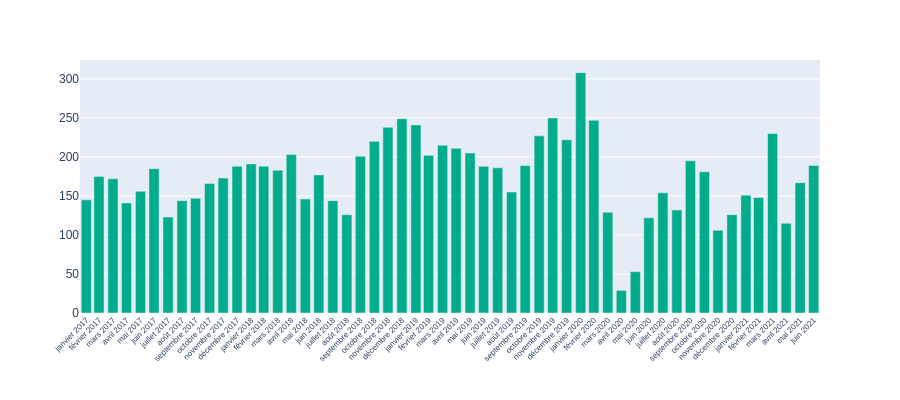 300
250
200
150
100
50
0
janvier 2017
février 2017
mars 2017
avril 2017
mai 2017
juin 2017
juillet 2017
août 2017
septembre 2017
octobre 2017
novembre 2017
décembre 2017
janvier 2018
février 2018
mars 2018
avril 2018
mai 2018
juin 2018
juillet 2018
août 2018
septembre 2018
octobre 2018
novembre 2018
décembre 2018
janvier 2019
février 2019
mars 2019
avril 2019
mai 2019
juin 2019
juillet 2019
août 2019
septembre 2019
octobre 2019
novembre 2019
décembre 2019
janvier 2020
février 2020
mars 2020
avril 2020
mai 2020
juin 2020
juillet 2020
août 2020
septembre 2020
octobre 2020
novembre 2020
décembre 2020
janvier 2021
février 2021
mars 2021
avril 2021
mai 2021
juin 2021